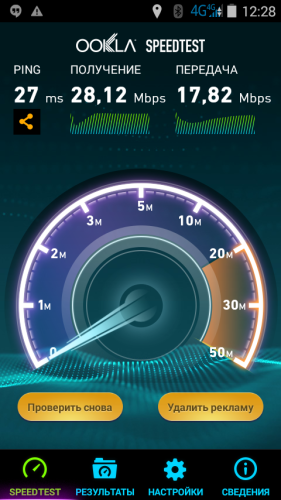 4G 4G 12:28
OOKLA SPEEDTEST
PING ПОЛУЧЕНИЕ ПЕРЕДАЧА
27 ms 28,12 Mbps 17,82 Mbps
5M
3M 10M
2M 20M
1M 30M
0 50M
Проверить снова Удалить рекламу
SPEEDTEST РЕЗУЛЬТАТЫ НАСТРОЙКИ СВЕДЕНИЯ